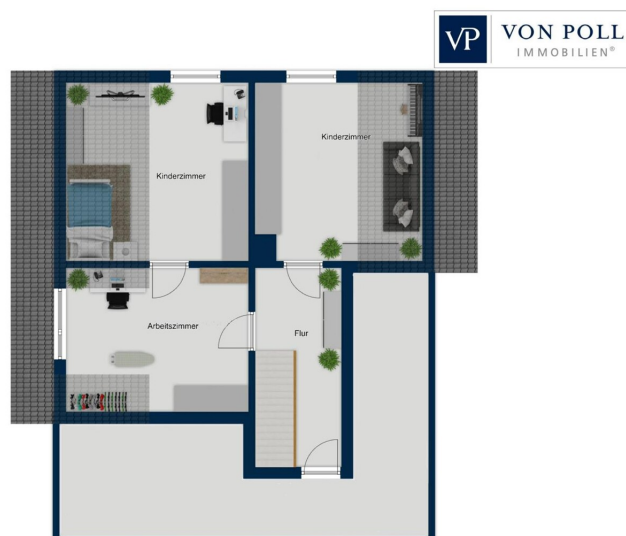 VP VON POLL
IMMOBILIEN®
Kinderzimmer
Kinderzimmer
Arbeitszimmer
Flur